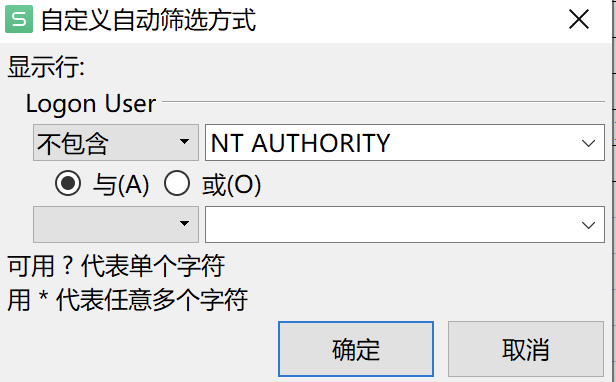 S 自定义自动筛选方式
显示行:
Logon User
不包含 NT AUTHORITY
与(A) 或(O)
可用 ? 代表单个字符
用 * 代表任意多个字符
确定 取消